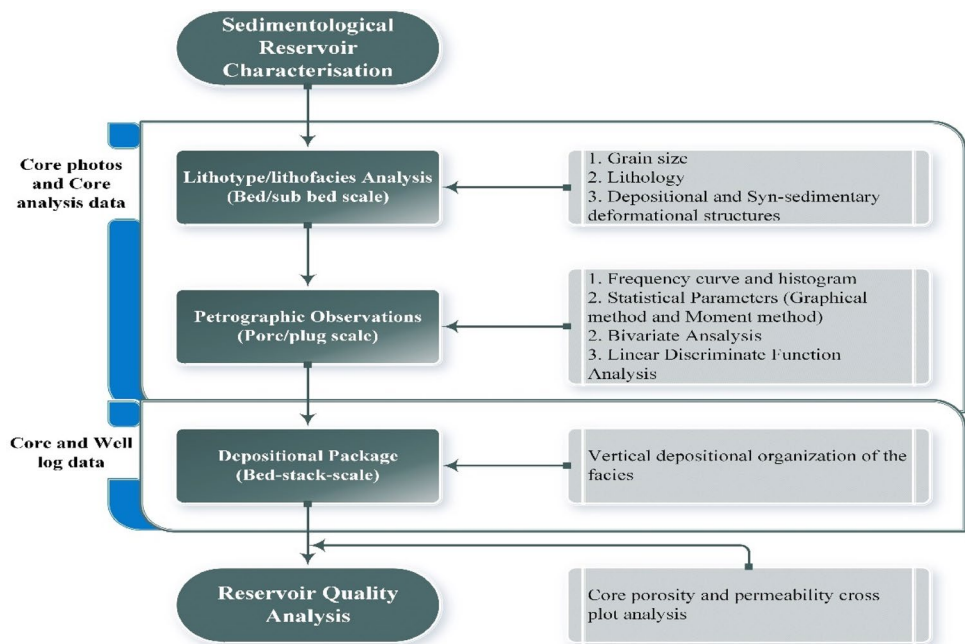 Sedimentological
Reservoir
Characterisation
Core photos
and Core
analysis data
Lithotype/lithofacies Analysis
(Bed/sub bed scale)
1. Grain size
2. Lithology
3. Depositional and Syn-sedimentary
deformational structures
Petrographic Observations
(Pore/plug scale)
1. Frequency curve and histogram
2. Statistical Parameters (Graphical
method and Moment method)
2. Bivariate Ansalysis
3. Linear Discriminate Function
Analysis
Core and Well
log data
Depositional Package
(Bed-stack-scale)
Vertical depositional organization of the
facies
Reservoir Quality
Analysis
Core porosity and permeability cross
plot analysis